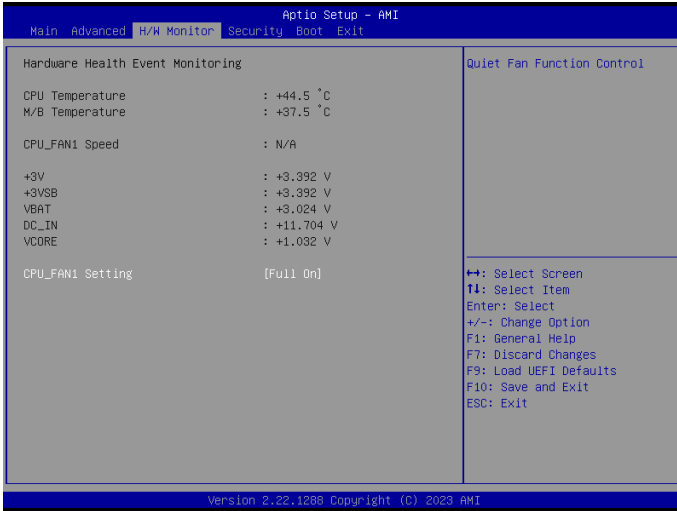 Aptio Setup – AMI
Main Advanced H/W Monitor Security Boot Exit
Hardware Health Event Monitoring
CPU Temperature : +44.5 °C
M/B Temperature : +37.5 °C
CPU_FAN1 Speed : N/A
+3V : +3.392 V
+3VSB : +3.392 V
VBAT : +3.024 V
DC_IN : +11.704 V
VCORE : +1.032 V
CPU_FAN1 Setting [Full On]
Quiet Fan Function Control
↔: Select Screen
↑↓: Select Item
Enter: Select
+/-: Change Option
F1: General Help
F7: Discard Changes
F9: Load UEFI Defaults
F10: Save and Exit
ESC: Exit
Version 2.22.1288 Copyright (C) 2023 AMI